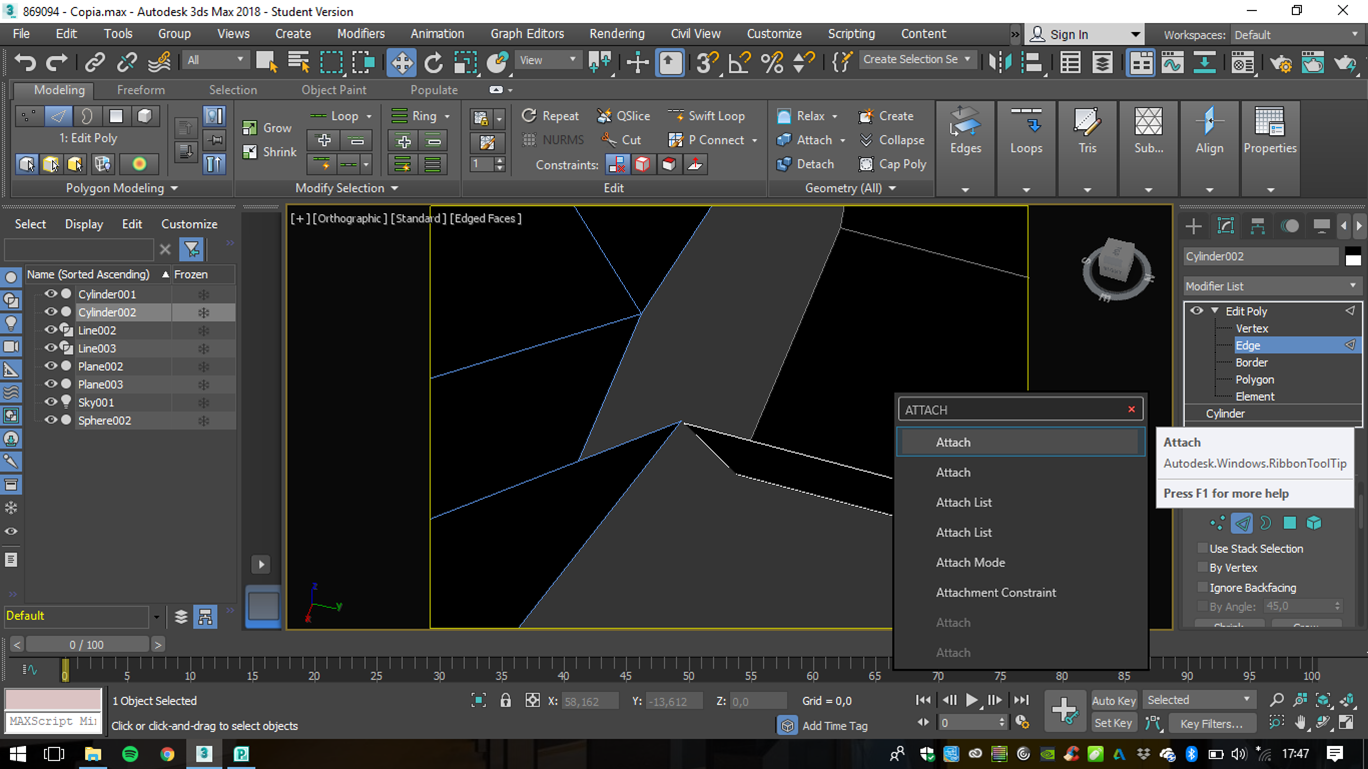 869094 - Copia.max - Autodesk 3ds Max 2018 - Student Version
File Edit Tools Group Views Create Modifiers Animation Graph Editors Rendering Civil View Customize Scripting Content » Sign In Workspaces: Default
All View Create Selection Se
Modeling Freeform Selection Object Paint Populate
1: Edit Poly
Grow
Shrink
Loop Ring
Repeat QSlice Swift Loop
NURMS Cut P Connect
1 Constraints:
Relax Create
Attach Collapse
Detach Cap Poly
Edges Loops Tris Sub... Align Properties
Polygon Modeling Modify Selection Edit Geometry (All)
Select Display Edit Customize
Name (Sorted Ascending) Frozen
Cylinder001
Cylinder002
Line002
Line003
Plane002
Plane003
Sky001
Sphere002
Default
[+] [Orthographic ] [Standard ] [Edged Faces ]
z
y
x
ATTACH
Attach
Attach
Attach List
Attach List
Attach Mode
Attachment Constraint
Attach
Attach
Cylinder002
Modifier List
Edit Poly
Vertex
Edge
Border
Polygon
Element
Cylinder
Attach
Autodesk.Windows.RibbonToolTip
Press F1 for more help
Use Stack Selection
By Vertex
Ignore Backfacing
By Angle: 45,0
Shrink Grow
< 0 / 100 >
0 5 10 15 20 25 30 35 40 45 50 55 60 65 70 75 80 85 90 95 100
1 Object Selected
X: 58,162 Y: -13,612 Z: 0,0 Grid = 0,0
Auto Key Selected
MAXScript Mi
Click or click-and-drag to select objects
Add Time Tag
0
Set Key Key Filters...
17:47